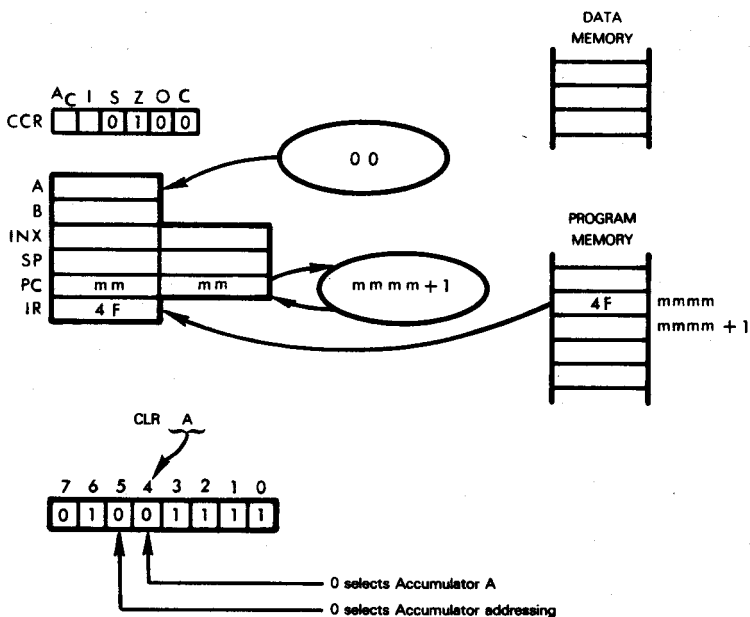 DATA
MEMORY
AC I S Z O C
CCR 0 1 0 0
0 0
A
B
INX
SP
PC mm mm
IR 4 F
mmmm + 1
PROGRAM
MEMORY
4 F mmmm
mmmm + 1
CLR A
7 6 5 4 3 2 1 0
0 1 0 0 1 1 1 1
0 selects Accumulator A
0 selects Accumulator addressing